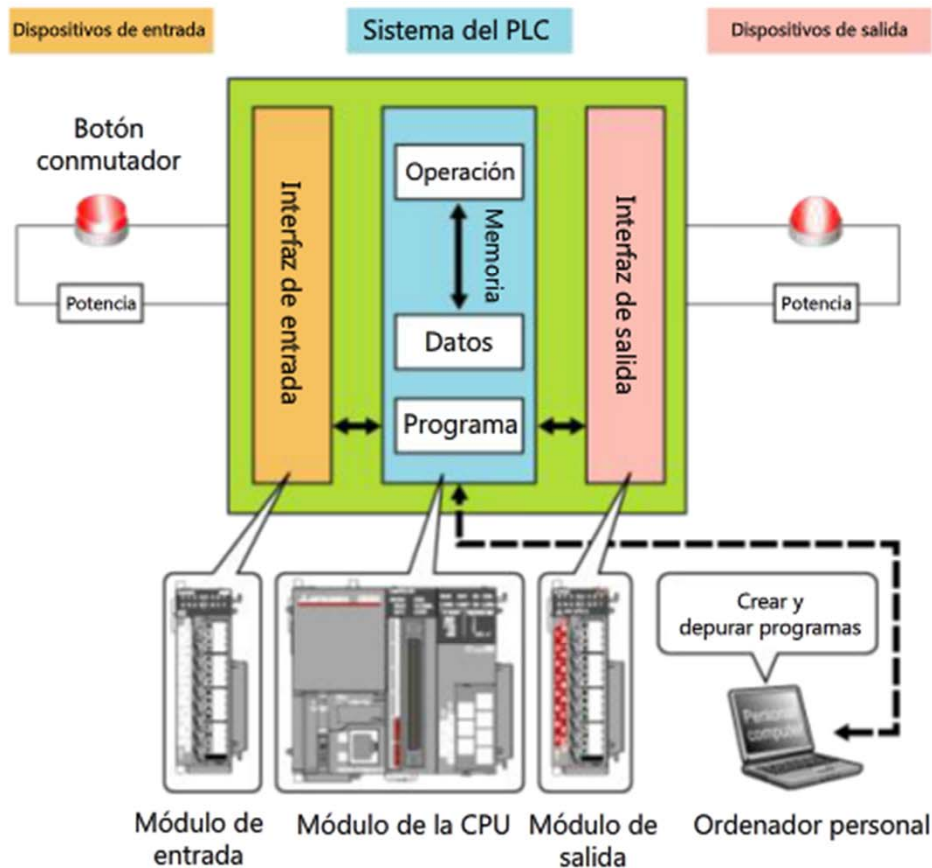 Dispositivos de entrada
Sistema del PLC
Dispositivos de salida
Botón
conmutador
Potencia
Interfaz de entrada
Operación
Memoria
Datos
Programa
Interfaz de salida
Potencia
Crear y
depurar programas
Personal
computer
Módulo de
entrada
Módulo de la CPU
Módulo de
salida
Ordenador personal